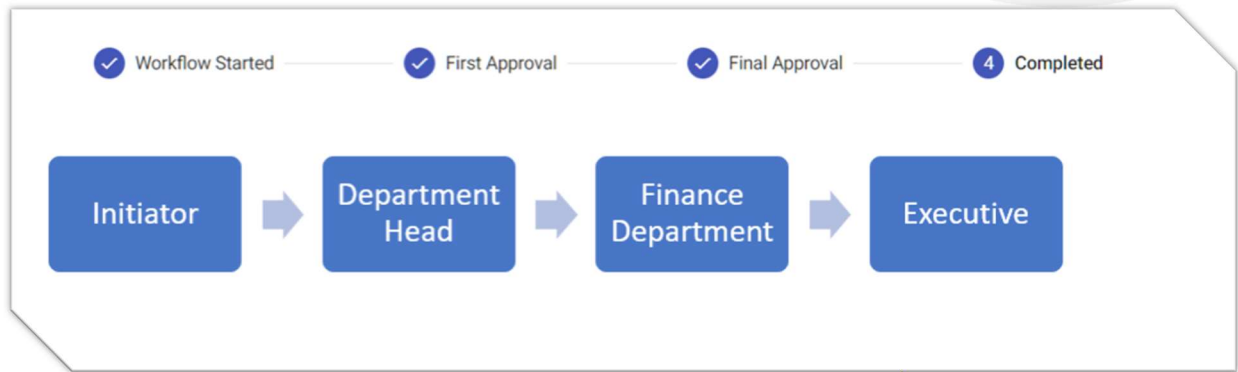 Workflow Started
First Approval
Final Approval
4 Completed
Initiator
Department
Head
Finance
Department
Executive